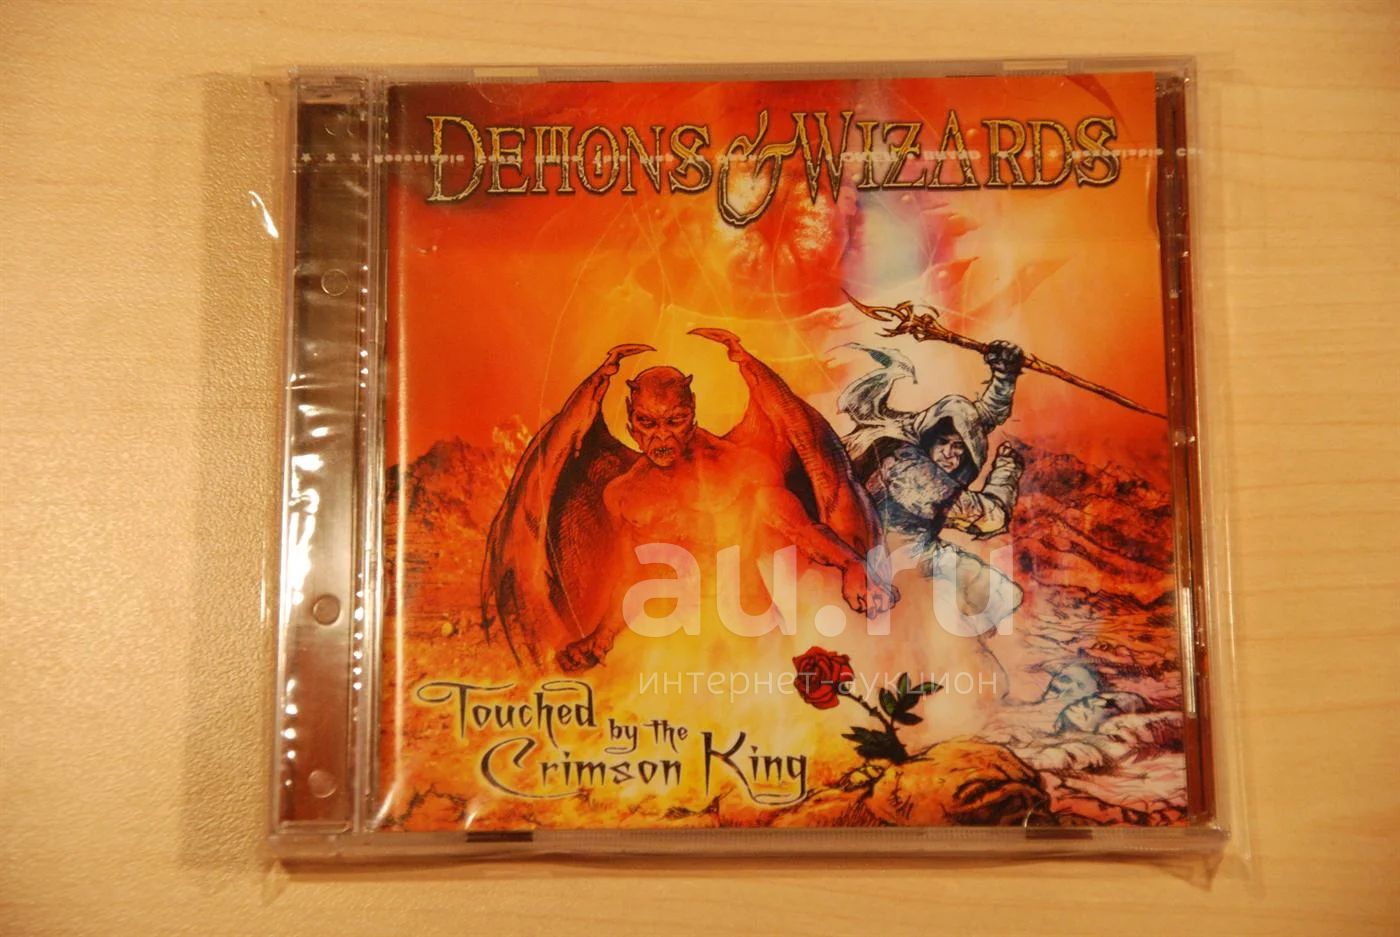 DEMONS & WIZARDS
au.ru
интернет-аукцион
Touched by the
Crimson King